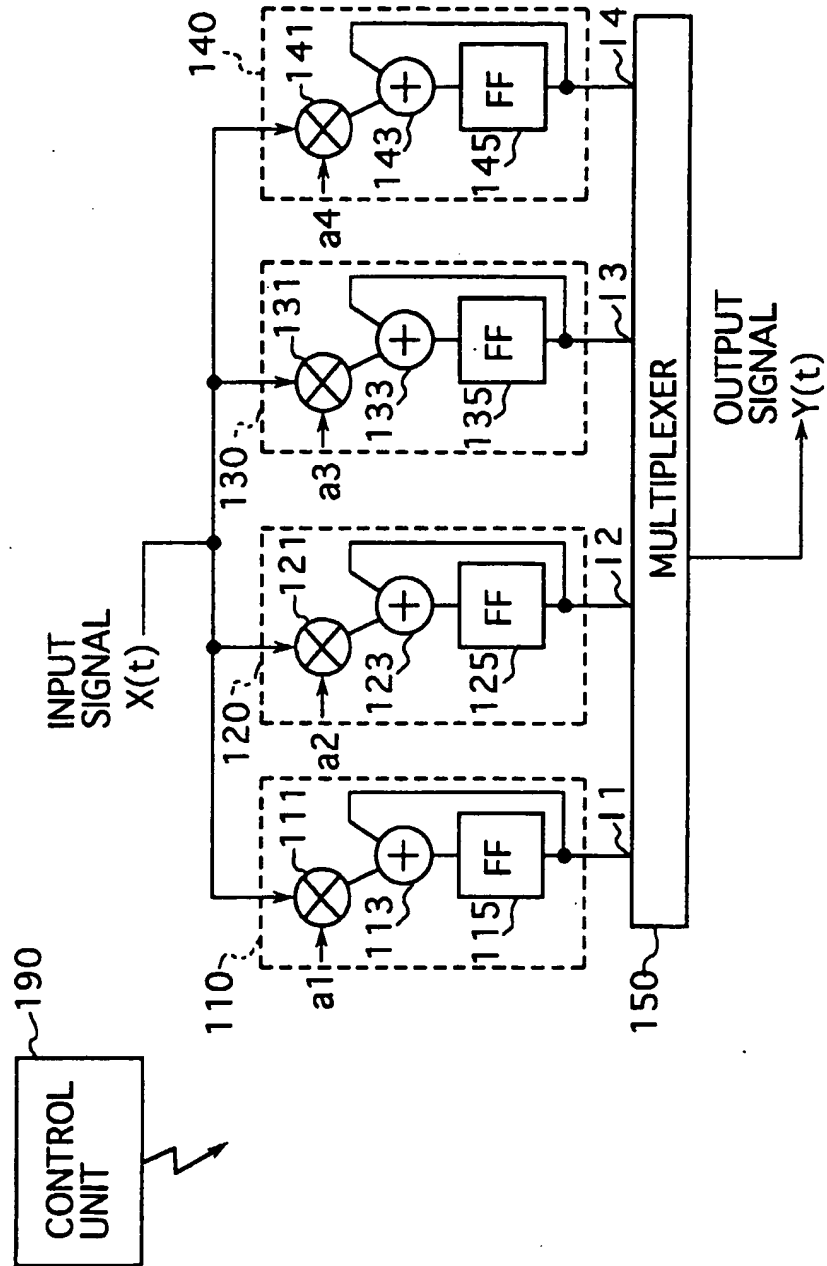 CONTROL
UNIT
190
INPUT
SIGNAL
X(t)
110
111
a1
113
FF
115
11
120
121
a2
123
FF
125
12
130
131
a3
133
FF
135
13
140
141
a4
143
FF
145
14
150
MULTIPLEXER
OUTPUT
SIGNAL
Y(t)